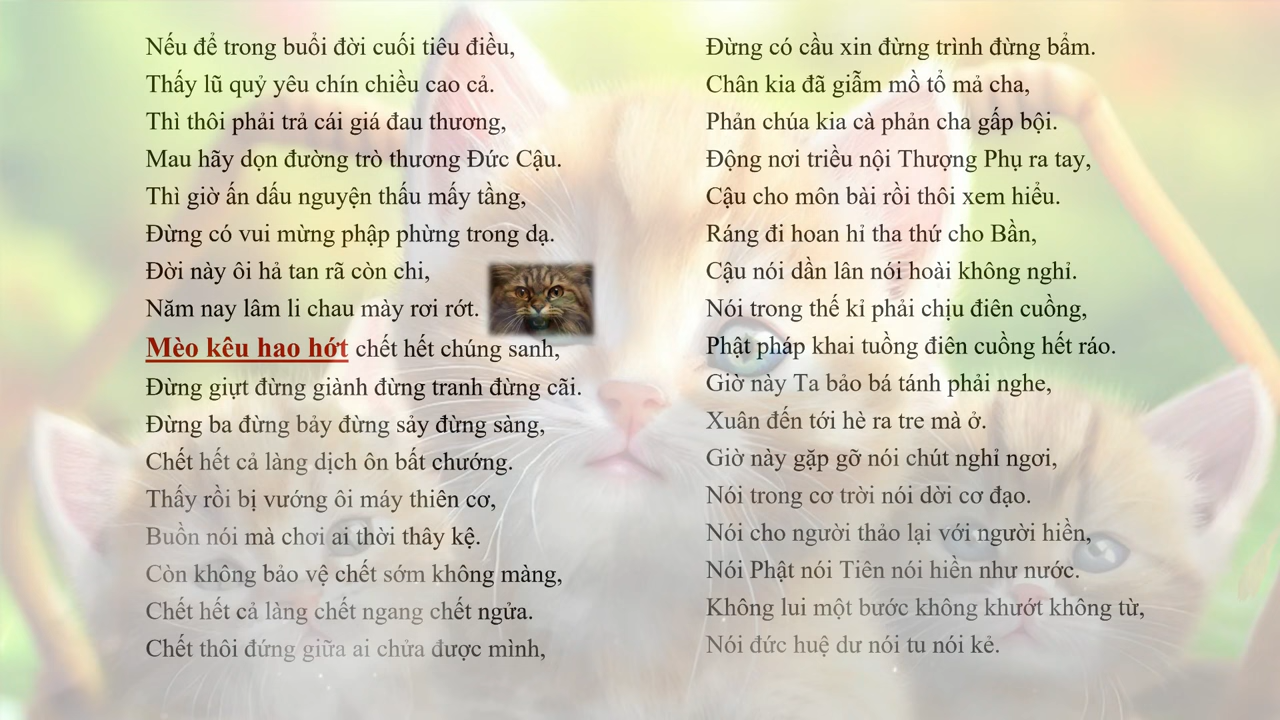 Nếu để trong buổi đời cuối tiêu điều,
Thấy lũ quỷ yêu chín chiều cao cả.
Thì thôi phải trả cái giá đau thương,
Mau hãy dọn đường trò thương Đức Cậu.
Thì giờ ấn dấu nguyện thấu mấy tầng,
Đừng có vui mừng phập phừng trong dạ.
Đời này ôi hả tan rã còn chi,
Năm nay lâm li chau mày rơi rớt.
Mèo kêu hao hớt chết hết chúng sanh,
Đừng giựt đừng giành đừng tranh đừng cãi.
Đừng ba đừng bảy đừng sảy đừng sàng,
Chết hết cả làng dịch ôn bất chướng.
Thấy rồi bị vướng ôi máy thiên cơ,
Buồn nói mà chơi ai thời thây kệ.
Còn không bảo vệ chết sớm không màng,
Chết hết cả làng chết ngang chết ngửa.
Chết thôi đứng giữa ai chửa được mình,
Đừng có cầu xin đừng trình đừng bẩm.
Chân kia đã giẫm mồ tổ mả cha,
Phản chúa kia cà phản cha gấp bội.
Động nơi triều nội Thượng Phụ ra tay,
Cậu cho môn bài rồi thôi xem hiểu.
Ráng đi hoan hỉ tha thứ cho Bần,
Cậu nói dần lân nói hoài không nghỉ.
Nói trong thế kỉ phải chịu điên cuồng,
Phật pháp khai tuồng điên cuồng hết ráo.
Giờ này Ta bảo bá tánh phải nghe,
Xuân đến tới hè ra tre mà ở.
Giờ này gặp gỡ nói chút nghỉ ngơi,
Nói trong cơ trời nói dời cơ đạo.
Nói cho người thảo lại với người hiền,
Nói Phật nói Tiên nói hiền như nước.
Không lui một bước không khướt không từ,
Nói đức huệ dư nói tu nói kẻ.